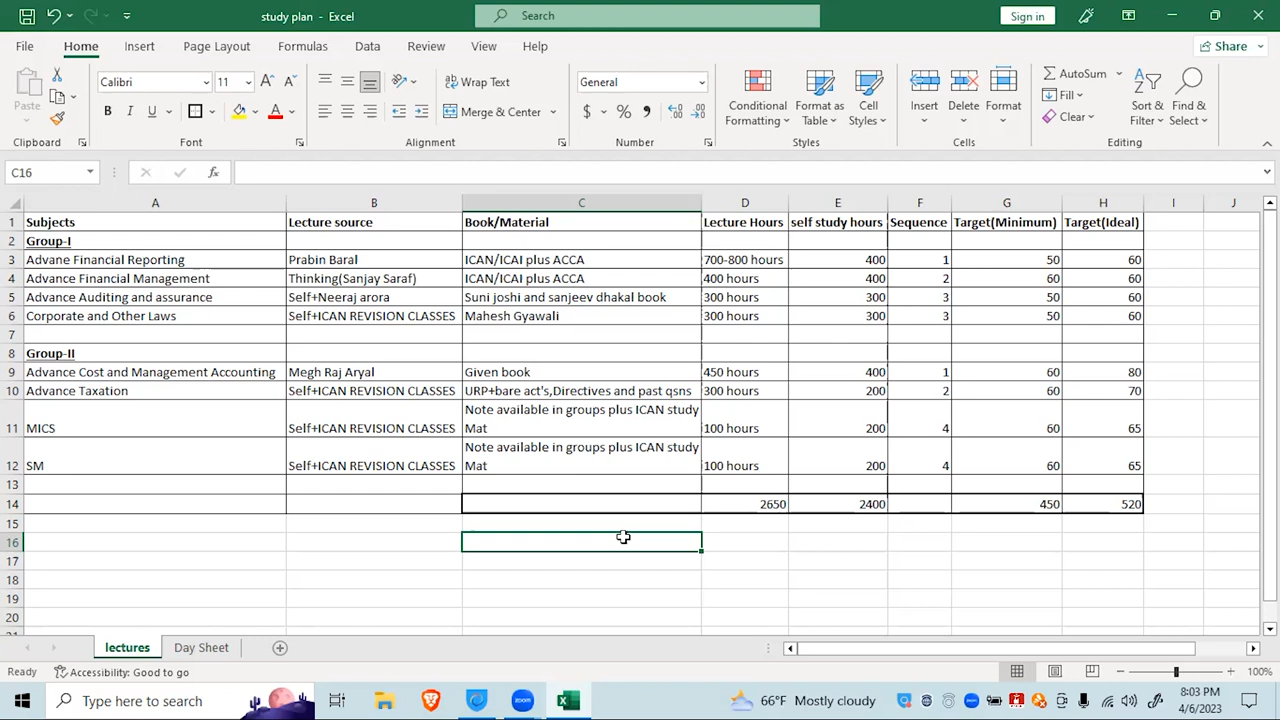 study plan - Excel
Search
Sign in
File Home Insert Page Layout Formulas Data Review View Help
Share
Paste
Calibri 11
Wrap Text
General
Conditional Formatting
Format as Table
Cell Styles
Insert
Delete
Format
AutoSum
Fill
Clear
Sort & Filter
Find & Select
B I U
Merge & Center
$ % ,
Clipboard Font Alignment Number Styles Cells Editing
C16
fx
A B C D E F G H I J
1 Subjects Lecture source Book/Material Lecture Hours self study hours Sequence Target(Minimum) Target(Ideal)
2 Group-I
3 Advane Financial Reporting Prabin Baral ICAN/ICAI plus ACCA 700-800 hours 400 1 50 60
4 Advance Financial Management Thinking(Sanjay Saraf) ICAN/ICAI plus ACCA 400 hours 400 2 60 60
5 Advance Auditing and assurance Self+Neeraj arora Suni joshi and sanjeev dhakal book 300 hours 300 3 50 60
6 Corporate and Other Laws Self+ICAN REVISION CLASSES Mahesh Gyawali 300 hours 300 3 50 60
7
8 Group-II
9 Advance Cost and Management Accounting Megh Raj Aryal Given book 450 hours 400 1 60 80
10 Advance Taxation Self+ICAN REVISION CLASSES URP+bare act's,Directives and past qsns 300 hours 200 2 60 70
11 MICS Self+ICAN REVISION CLASSES Note available in groups plus ICAN study Mat 100 hours 200 4 60 65
12 SM Self+ICAN REVISION CLASSES Note available in groups plus ICAN study Mat 100 hours 200 4 60 65
13
14 2650 2400 450 520
15
16
17
18
19
20
lectures Day Sheet
Ready Accessibility: Good to go 100%
Type here to search
66°F Mostly cloudy
8:03 PM
4/6/2023